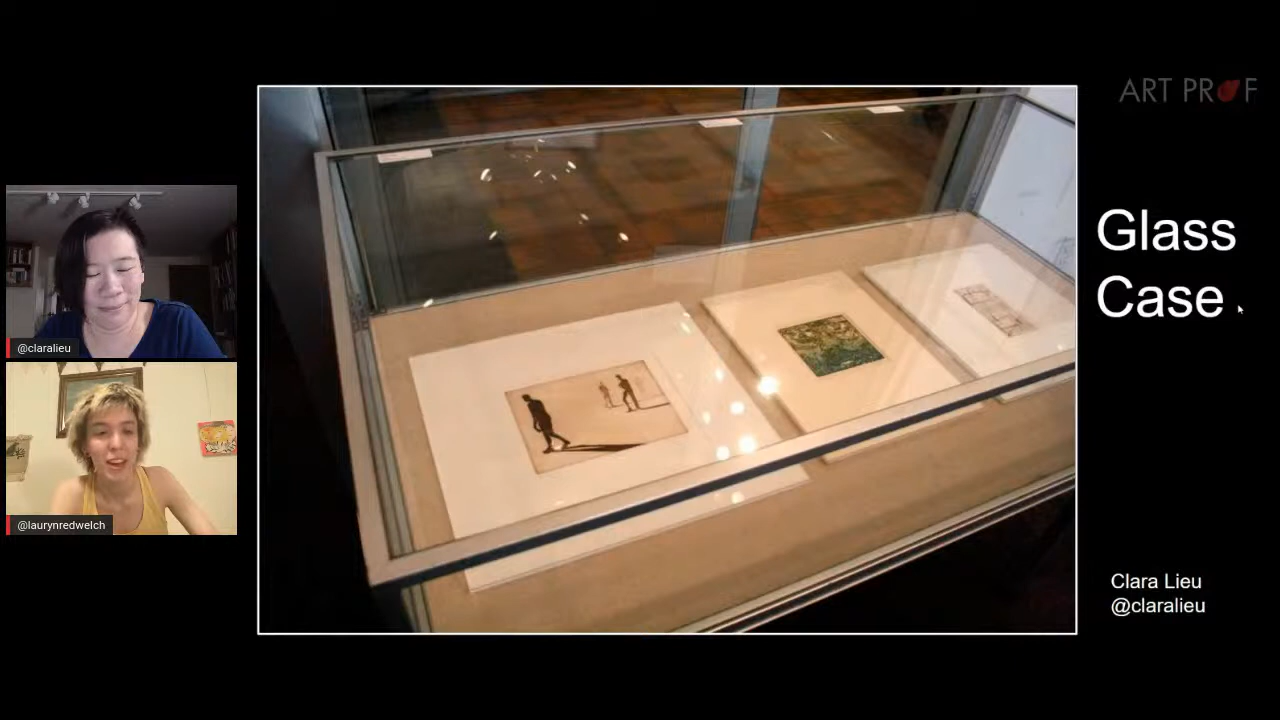 ART PROF
Glass
Case
@claralieu
@laurynredwelch
Clara Lieu
@claralieu